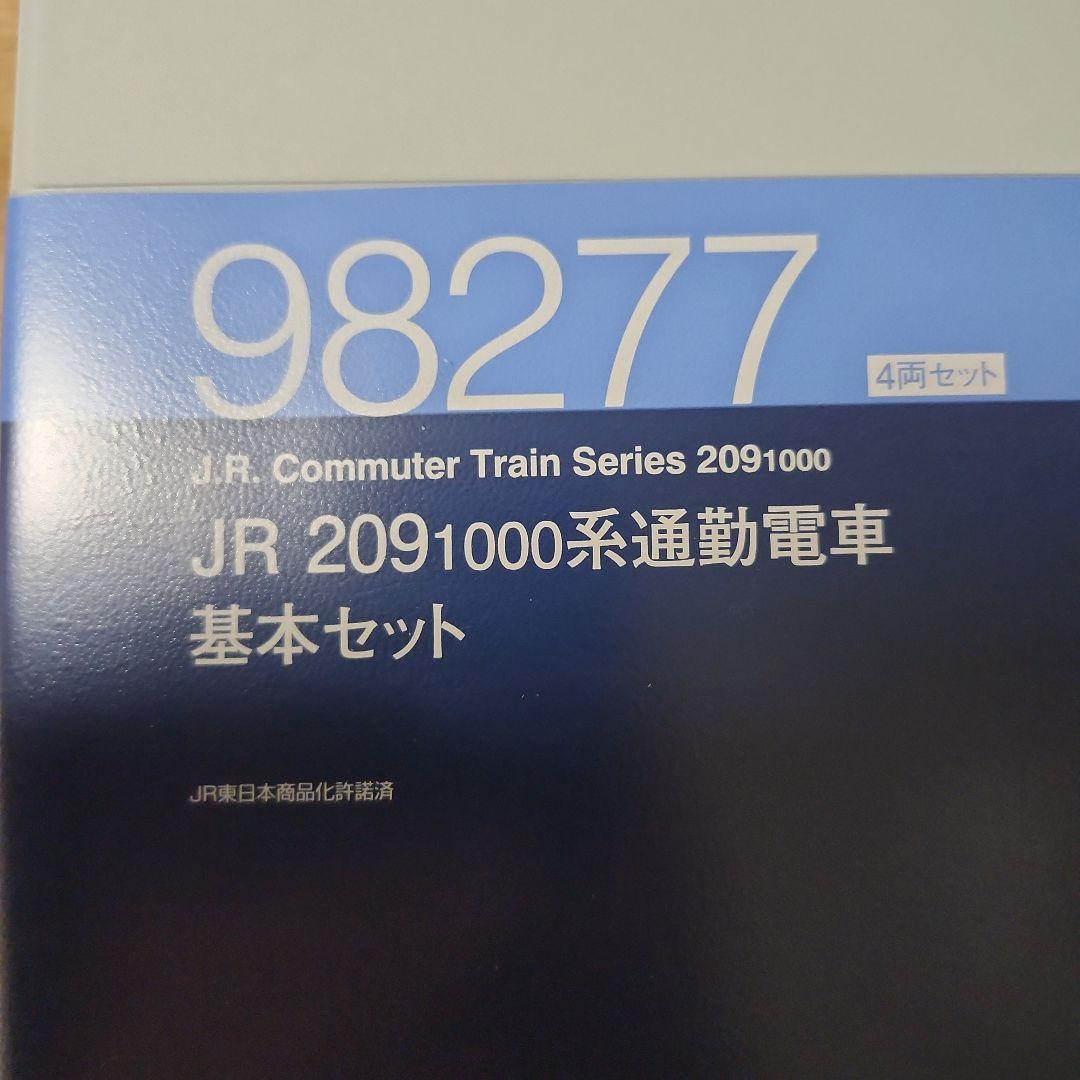 98277
4両セット
J.R. Commuter Train Series 2091000
JR 2091000系通勤電車
基本セット
JR東日本商品化許諾済